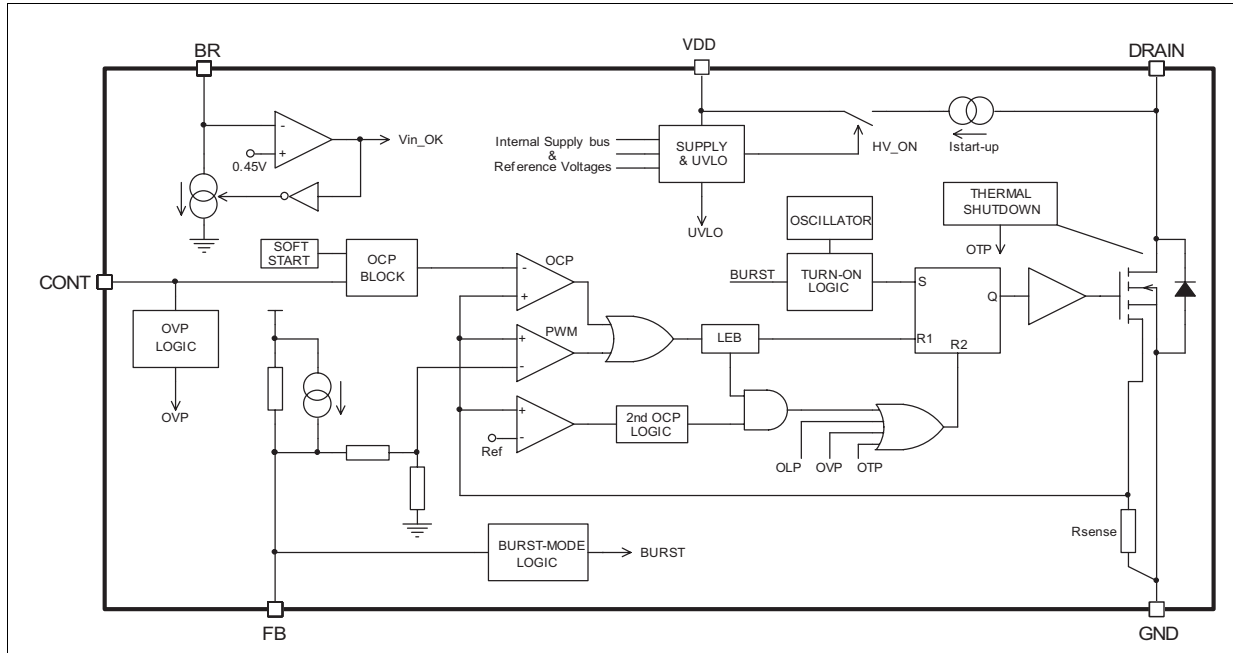 BR
VDD
DRAIN
-
+
0.45V
Vin_OK
Internal Supply bus
&
Reference Voltages
SUPPLY
& UVLO
HV_ON
Istart-up
UVLO
THERMAL
SHUTDOWN
OTP
OSCILLATOR
SOFT
START
OCP
BLOCK
OCP
-
+
BURST
TURN-ON
LOGIC
S
Q
R1
R2
CONT
OVP
LOGIC
OVP
PWM
+
-
LEB
+
-
Ref
2nd OCP
LOGIC
OLP
OVP
OTP
Rsense
BURST-MODE
LOGIC
BURST
FB
GND